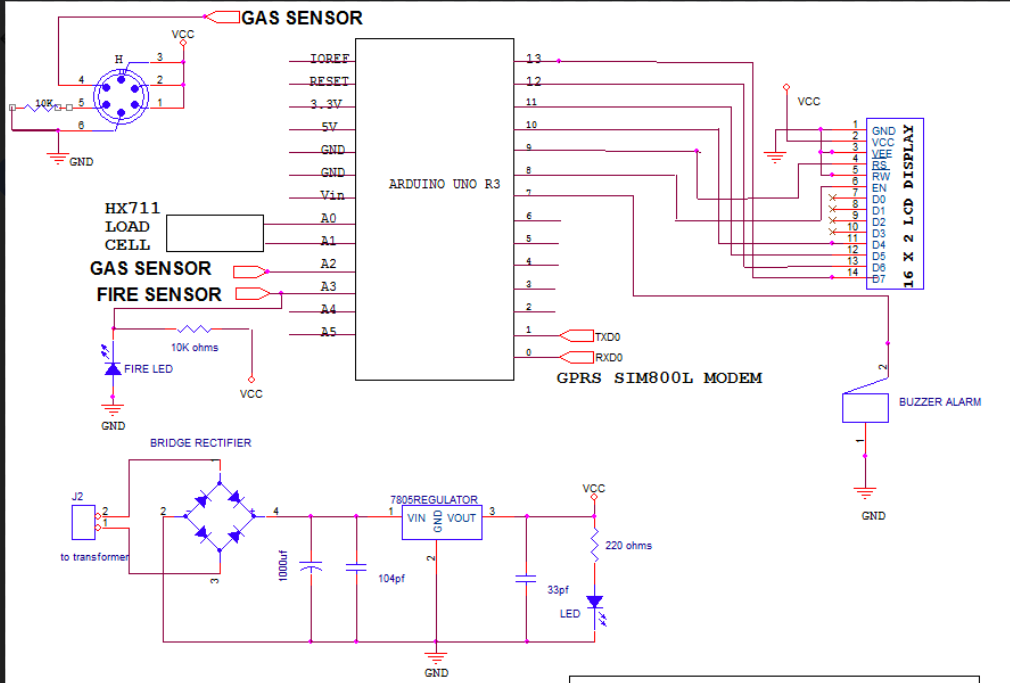 GAS SENSOR
VCC
H
3
4
2
10K
5
1
6
GND
IOREF
RESET
3.3V
5V
GND
GND
Vin
A0
A1
A2
A3
A4
A5
ARDUINO UNO R3
13
12
11
10
9
8
7
6
5
4
3
2
1
0
HX711
LOAD
CELL
GAS SENSOR
FIRE SENSOR
10K ohms
FIRE LED
VCC
GND
TXD0
RXD0
GPRS SIM800L MODEM
VCC
1 GND
2 VCC
3 VEE
4 RS
5 RW
6 EN
7 D0
8 D1
9 D2
10 D3
11 D4
12 D5
13 D6
14 D7
16 X 2 LCD DISPLAY
2
BUZZER ALARM
1
GND
BRIDGE RECTIFIER
J2
2
1
to transformer
2
-
+
4
3
1000uf
104pf
7805REGULATOR
1
VIN
GND
VOUT
3
2
VCC
220 ohms
33pf
LED
GND